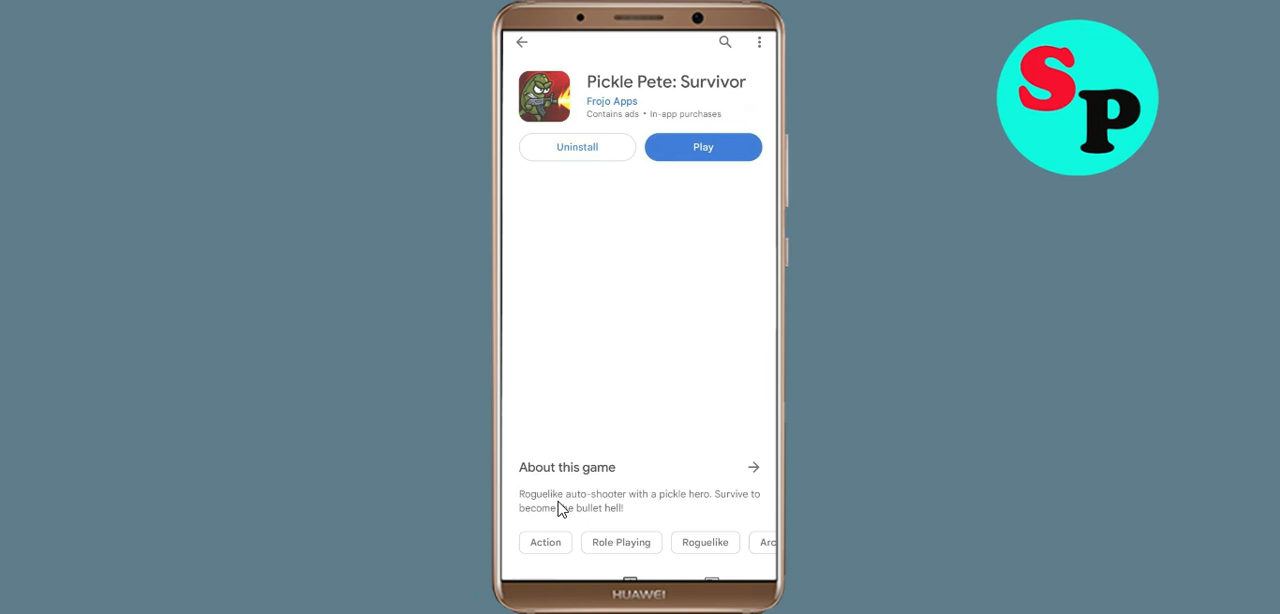 Pickle Pete: Survivor
Frojo Apps
Contains ads • In-app purchases
Uninstall
Play
About this game
Roguelike auto-shooter with a pickle hero. Survive to
become bullet hell!
Action
Role Playing
Roguelike
SP
HUAWEI